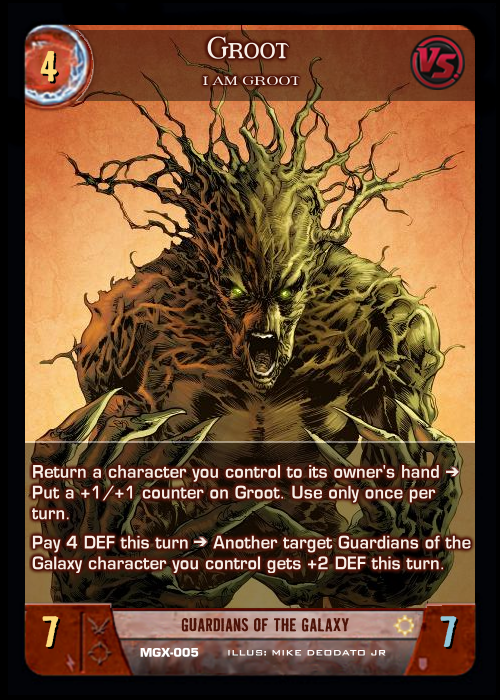 4
GROOT
VS
I AM GROOT
Return a character you control to its owner's hand →
Put a +1/+1 counter on Groot. Use only once per
turn.
Pay 4 DEF this turn → Another target Guardians of the
Galaxy character you control gets +2 DEF this turn.
7
GUARDIANS OF THE GALAXY
7
MGX-005 ILLUS: MIKE DEODATO JR